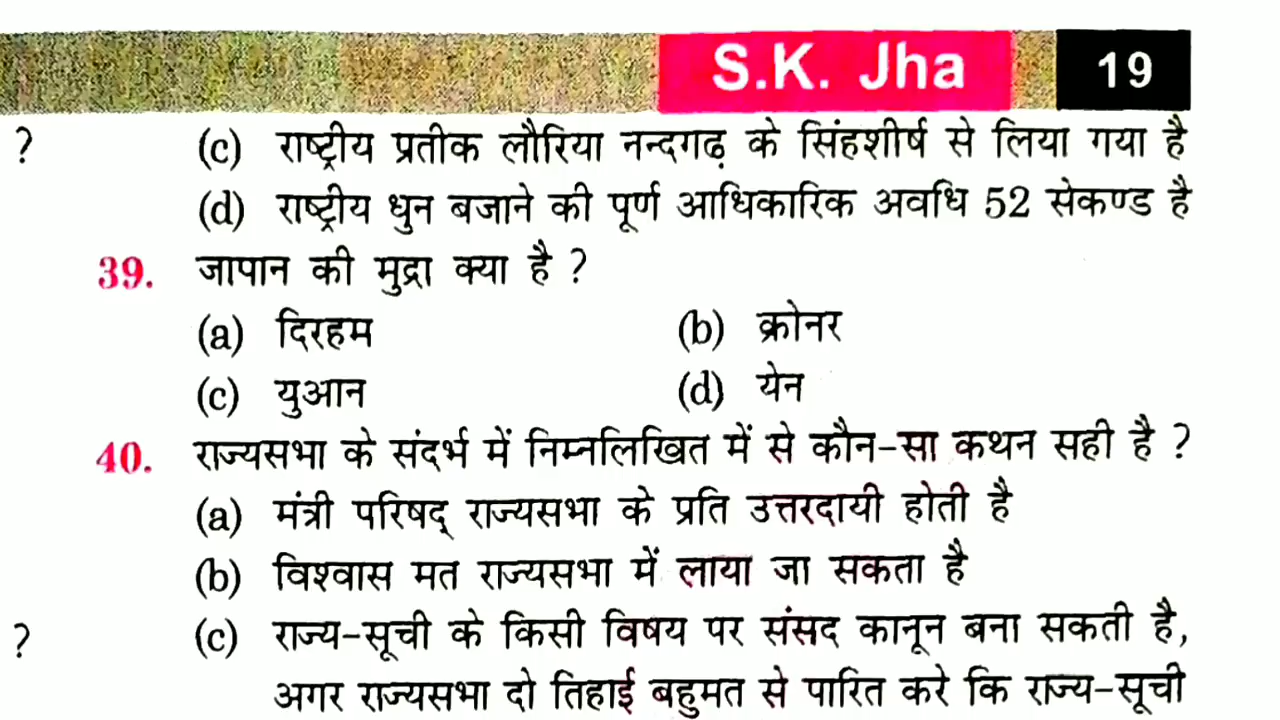 S.K. Jha 19
? (c) राष्ट्रीय प्रतीक लौरिया नन्दगढ़ के सिंहशीर्ष से लिया गया है
(d) राष्ट्रीय धुन बजाने की पूर्ण आधिकारिक अवधि 52 सेकण्ड है
39. जापान की मुद्रा क्या है ?
(a) दिरहम (b) क्रोनर
(c) युआन (d) येन
40. राज्यसभा के संदर्भ में निम्नलिखित में से कौन-सा कथन सही है ?
(a) मंत्री परिषद् राज्यसभा के प्रति उत्तरदायी होती है
(b) विश्वास मत राज्यसभा में लाया जा सकता है
? (c) राज्य-सूची के किसी विषय पर संसद कानून बना सकती है,
अगर राज्यसभा दो तिहाई बहुमत से पारित करे कि राज्य-सूची